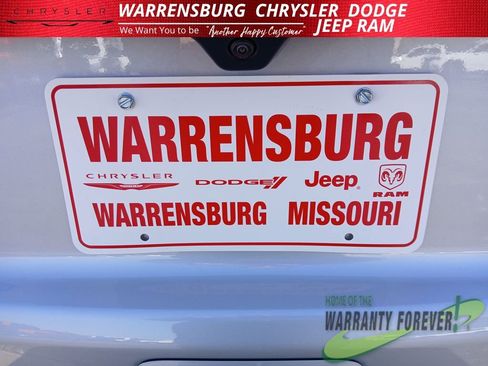 CHRYSLER
WARRENSBURG CHRYSLER DODGE
JEEP RAM
We Want You to be "Another Happy Customer"
WARRENSBURG
CHRYSLER DODGE Jeep RAM
WARRENSBURG MISSOURI
HOME OF THE
WARRANTY FOREVER!